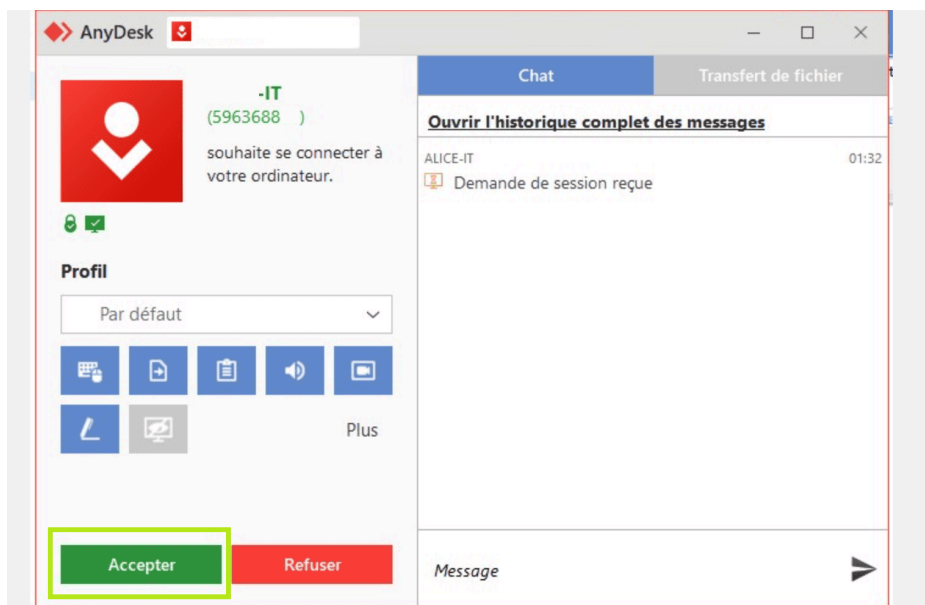 AnyDesk
-IT
(5963688 )
souhaite se connecter à
votre ordinateur.
Profil
Par défaut
Plus
Accepter
Refuser
Chat
Transfert de fichier
Ouvrir l'historique complet des messages
ALICE-IT
01:32
Demande de session reçue
Message